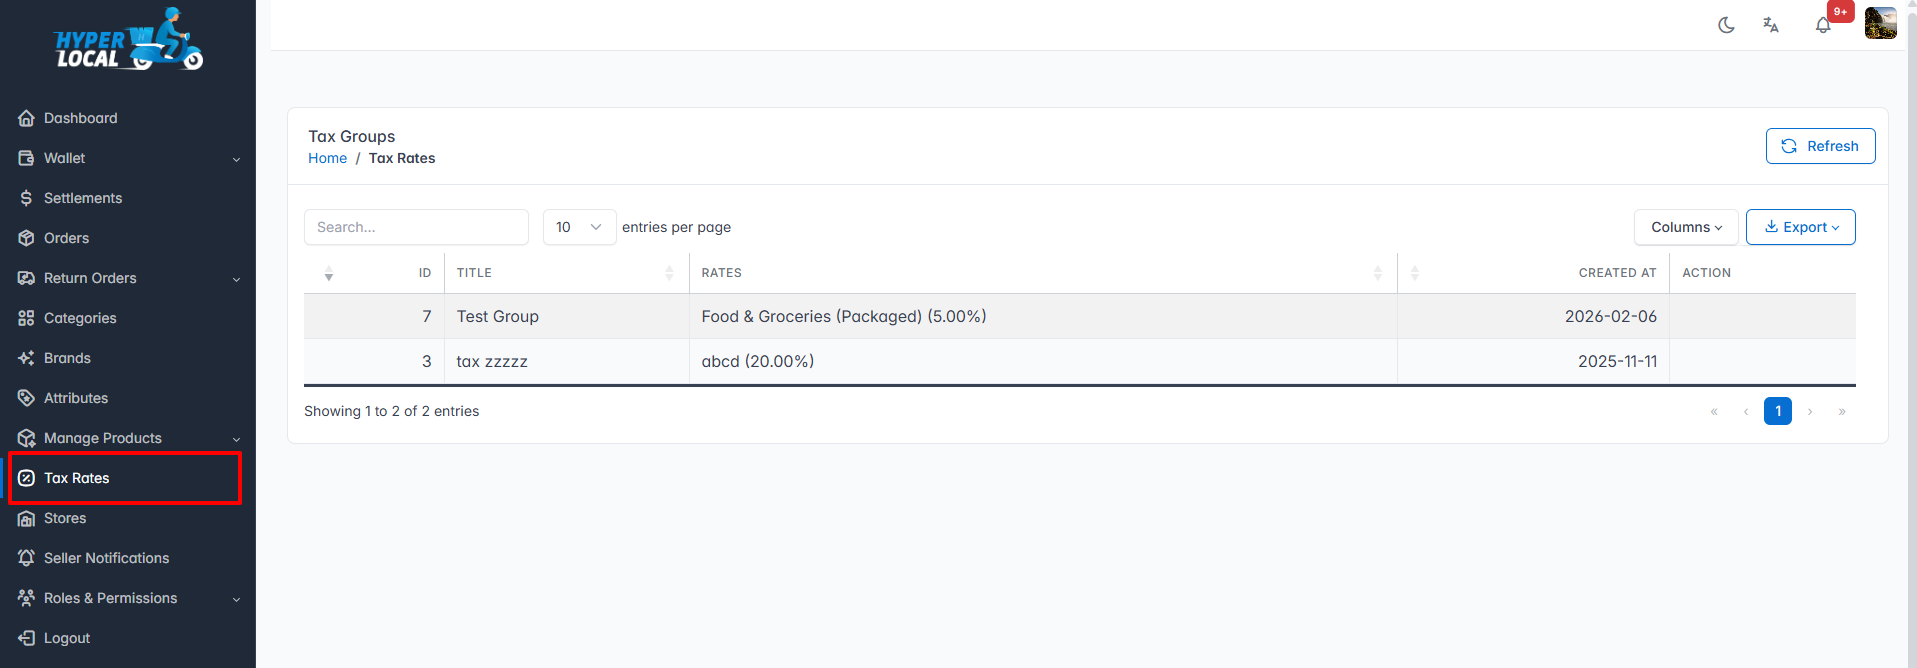 HYPER
LOCAL
Dashboard
Wallet
Settlements
Orders
Return Orders
Categories
Brands
Attributes
Manage Products
Tax Rates
Stores
Seller Notifications
Roles & Permissions
Logout
9+
Tax Groups
Home / Tax Rates
Refresh
Search...
10 entries per page
Columns
Export
ID TITLE RATES CREATED AT ACTION
7 Test Group Food & Groceries (Packaged) (5.00%) 2026-02-06
3 tax zzzzz abcd (20.00%) 2025-11-11
Showing 1 to 2 of 2 entries
« ‹ 1 › »